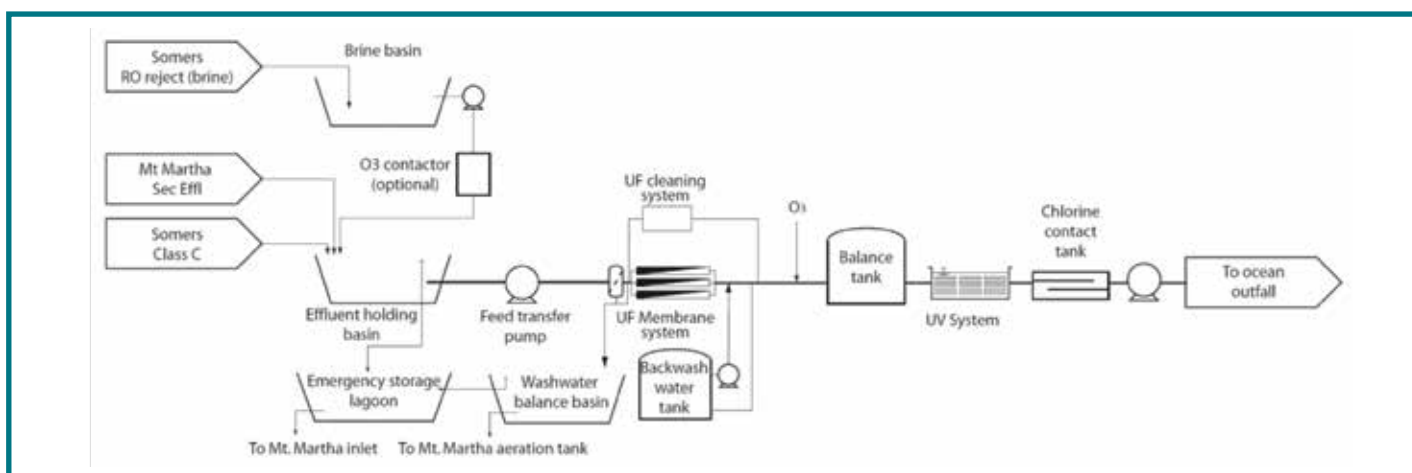 Somers
RO reject (brine)
Brine basin
Mt Martha
Sec Effl
O3 contactor
(optional)
Somers
Class C
UF cleaning
system
O3
Balance
tank
Chlorine
contact
tank
To ocean
outfall
Effluent holding
basin
Feed transfer
pump
UF Membrane
system
UV System
Emergency storage
lagoon
Washwater
balance basin
Backwash
water
tank
To Mt. Martha inlet
To Mt. Martha aeration tank